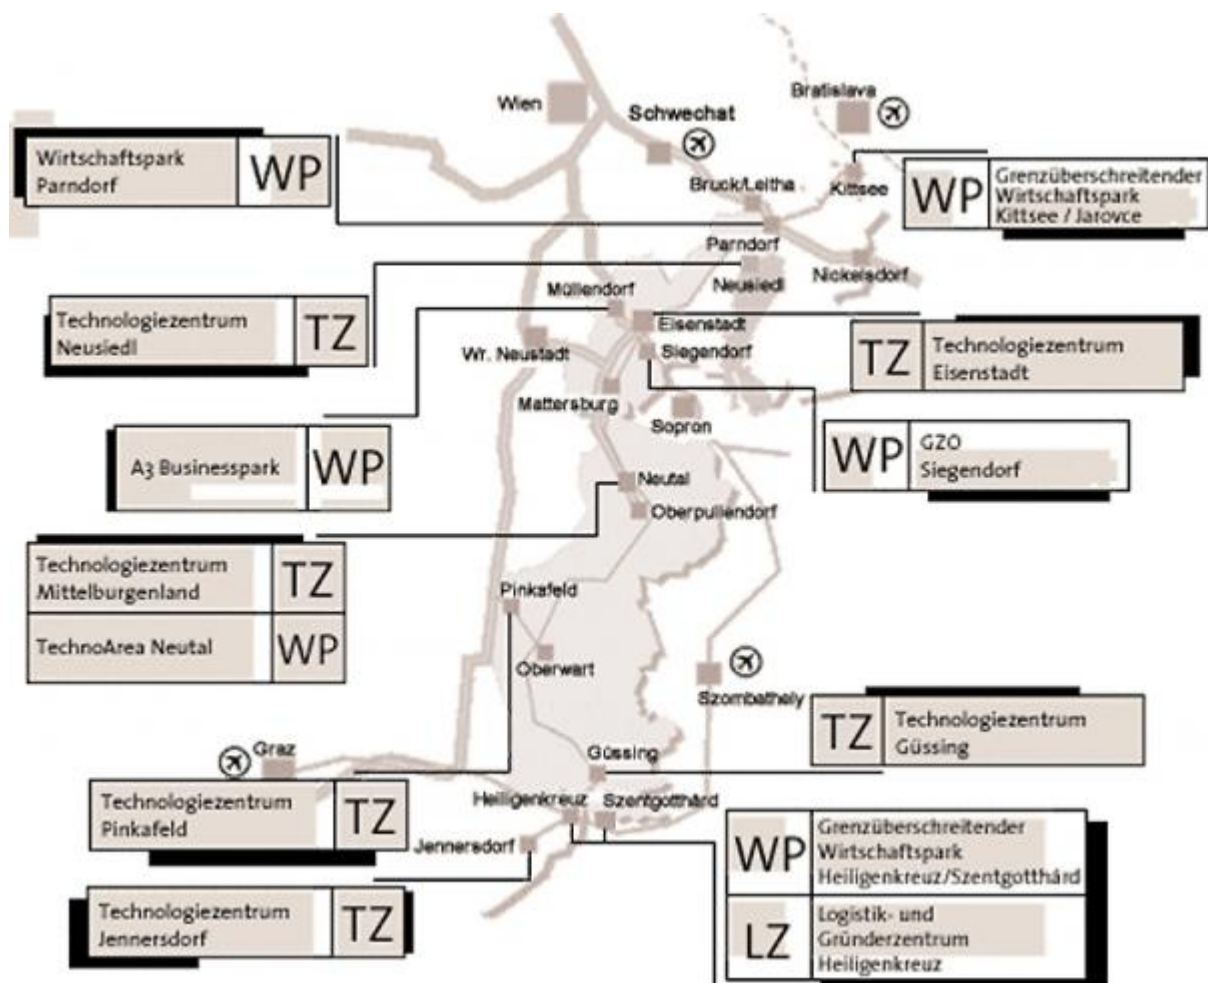 Wien
Schwechat
Bratislava
Wirtschaftspark
Parndorf
WP
Bruck/Leitha
Kittsee
WP
Grenzüberschreitender
Wirtschaftspark
Kittsee / Jarovce
Parndorf
Neusiedl
Nickelsdorf
Technologiezentrum
Neusiedl
TZ
Müllendorf
Eisenstadt
Wr. Neustadt
Siegendorf
TZ
Technologiezentrum
Eisenstadt
Mattersburg
Sopron
A3 Businesspark
WP
WP
GZO
Siegendorf
Neutal
Oberpullendorf
Technologiezentrum
Mittelburgenland
TZ
TechnoArea Neutal
WP
Pinkafeld
Oberwart
Szombathely
TZ
Technologiezentrum
Güssing
Graz
Güssing
Technologiezentrum
Pinkafeld
TZ
Heiligenkreuz
Szentgotthárd
Jennersdorf
WP
Grenzüberschreitender
Wirtschaftspark
Heiligenkreuz/Szentgotthárd
Technologiezentrum
Jennersdorf
TZ
LZ
Logistik- und
Gründerzentrum
Heiligenkreuz